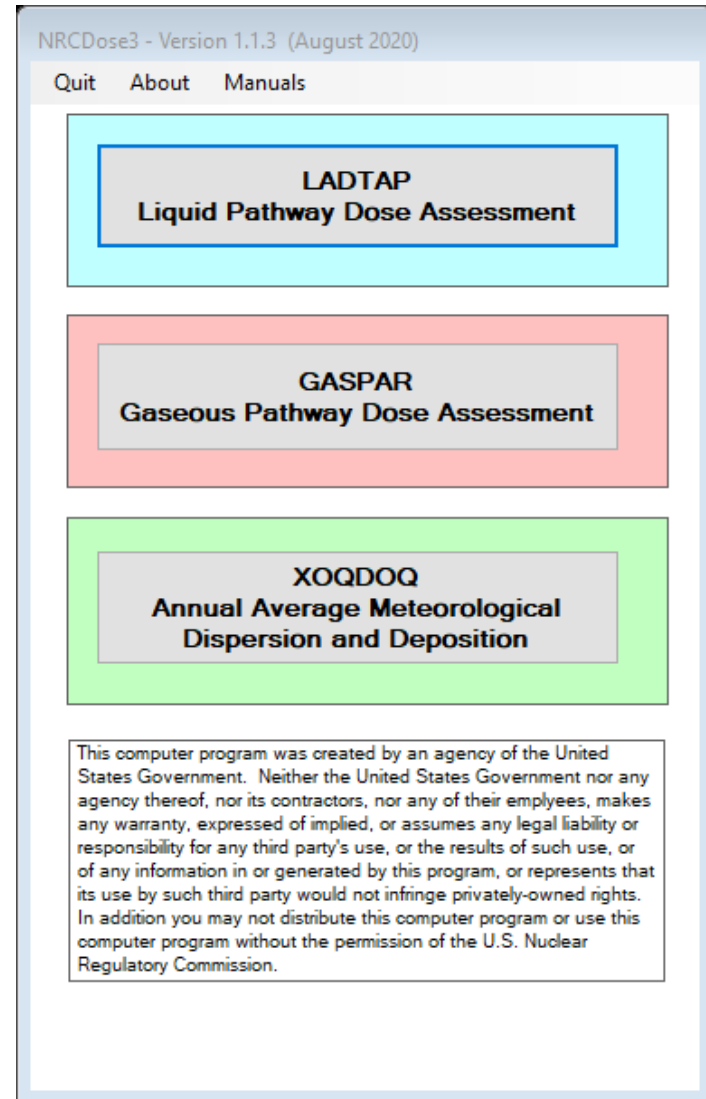 NRCDose3 - Version 1.1.3 (August 2020)
Quit About Manuals
LADTAP
Liquid Pathway Dose Assessment
GASPAR
Gaseous Pathway Dose Assessment
XOQDOQ
Annual Average Meteorological
Dispersion and Deposition
This computer program was created by an agency of the United
States Government. Neither the United States Government nor any
agency thereof, nor its contractors, nor any of their emplyees, makes
any warranty, expressed of implied, or assumes any legal liability or
responsibility for any third party's use, or the results of such use, or
of any information in or generated by this program, or represents that
its use by such third party would not infringe privately-owned rights.
In addition you may not distribute this computer program or use this
computer program without the permission of the U.S. Nuclear
Regulatory Commission.